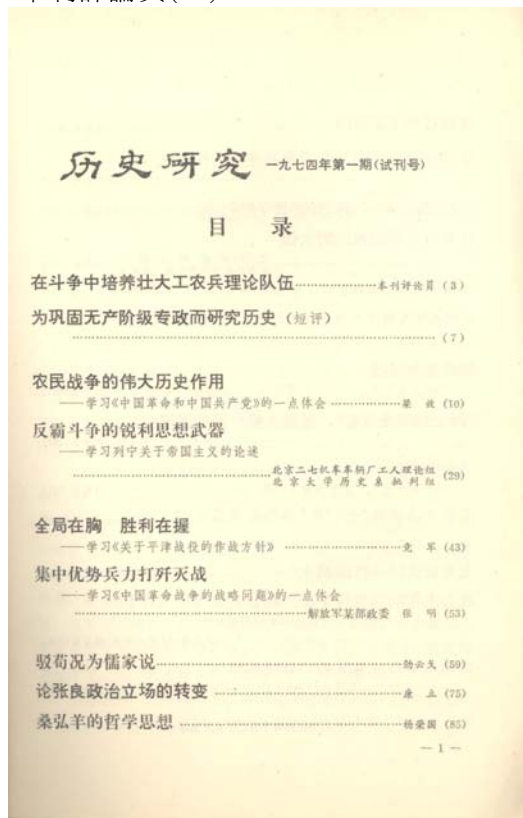 历史研究 一九七四年第一期(试刊号)
目 录
在斗争中培养壮大工农兵理论队伍……本刊评论员 (3)
为巩固无产阶级专政而研究历史 (短评)
……(7)
农民战争的伟大历史作用
——学习《中国革命和中国共产党》的一点体会……梁 效 (10)
反霸斗争的锐利思想武器
——学习列宁关于帝国主义的论述
……北京二七机车车辆厂工人理论组
北京大学历史系批判组 (29)
全局在胸 胜利在握
——学习《关于平津战役的作战方针》……竞 军 (43)
集中优势兵力打歼灭战
——学习《中国革命战争的战略问题》的一点体会
……解放军某部政委 张 明 (53)
驳荀况为儒家说……(59)
论张良政治立场的转变……康 立 (75)
桑弘羊的哲学思想……杨荣国 (85)
— 1 —